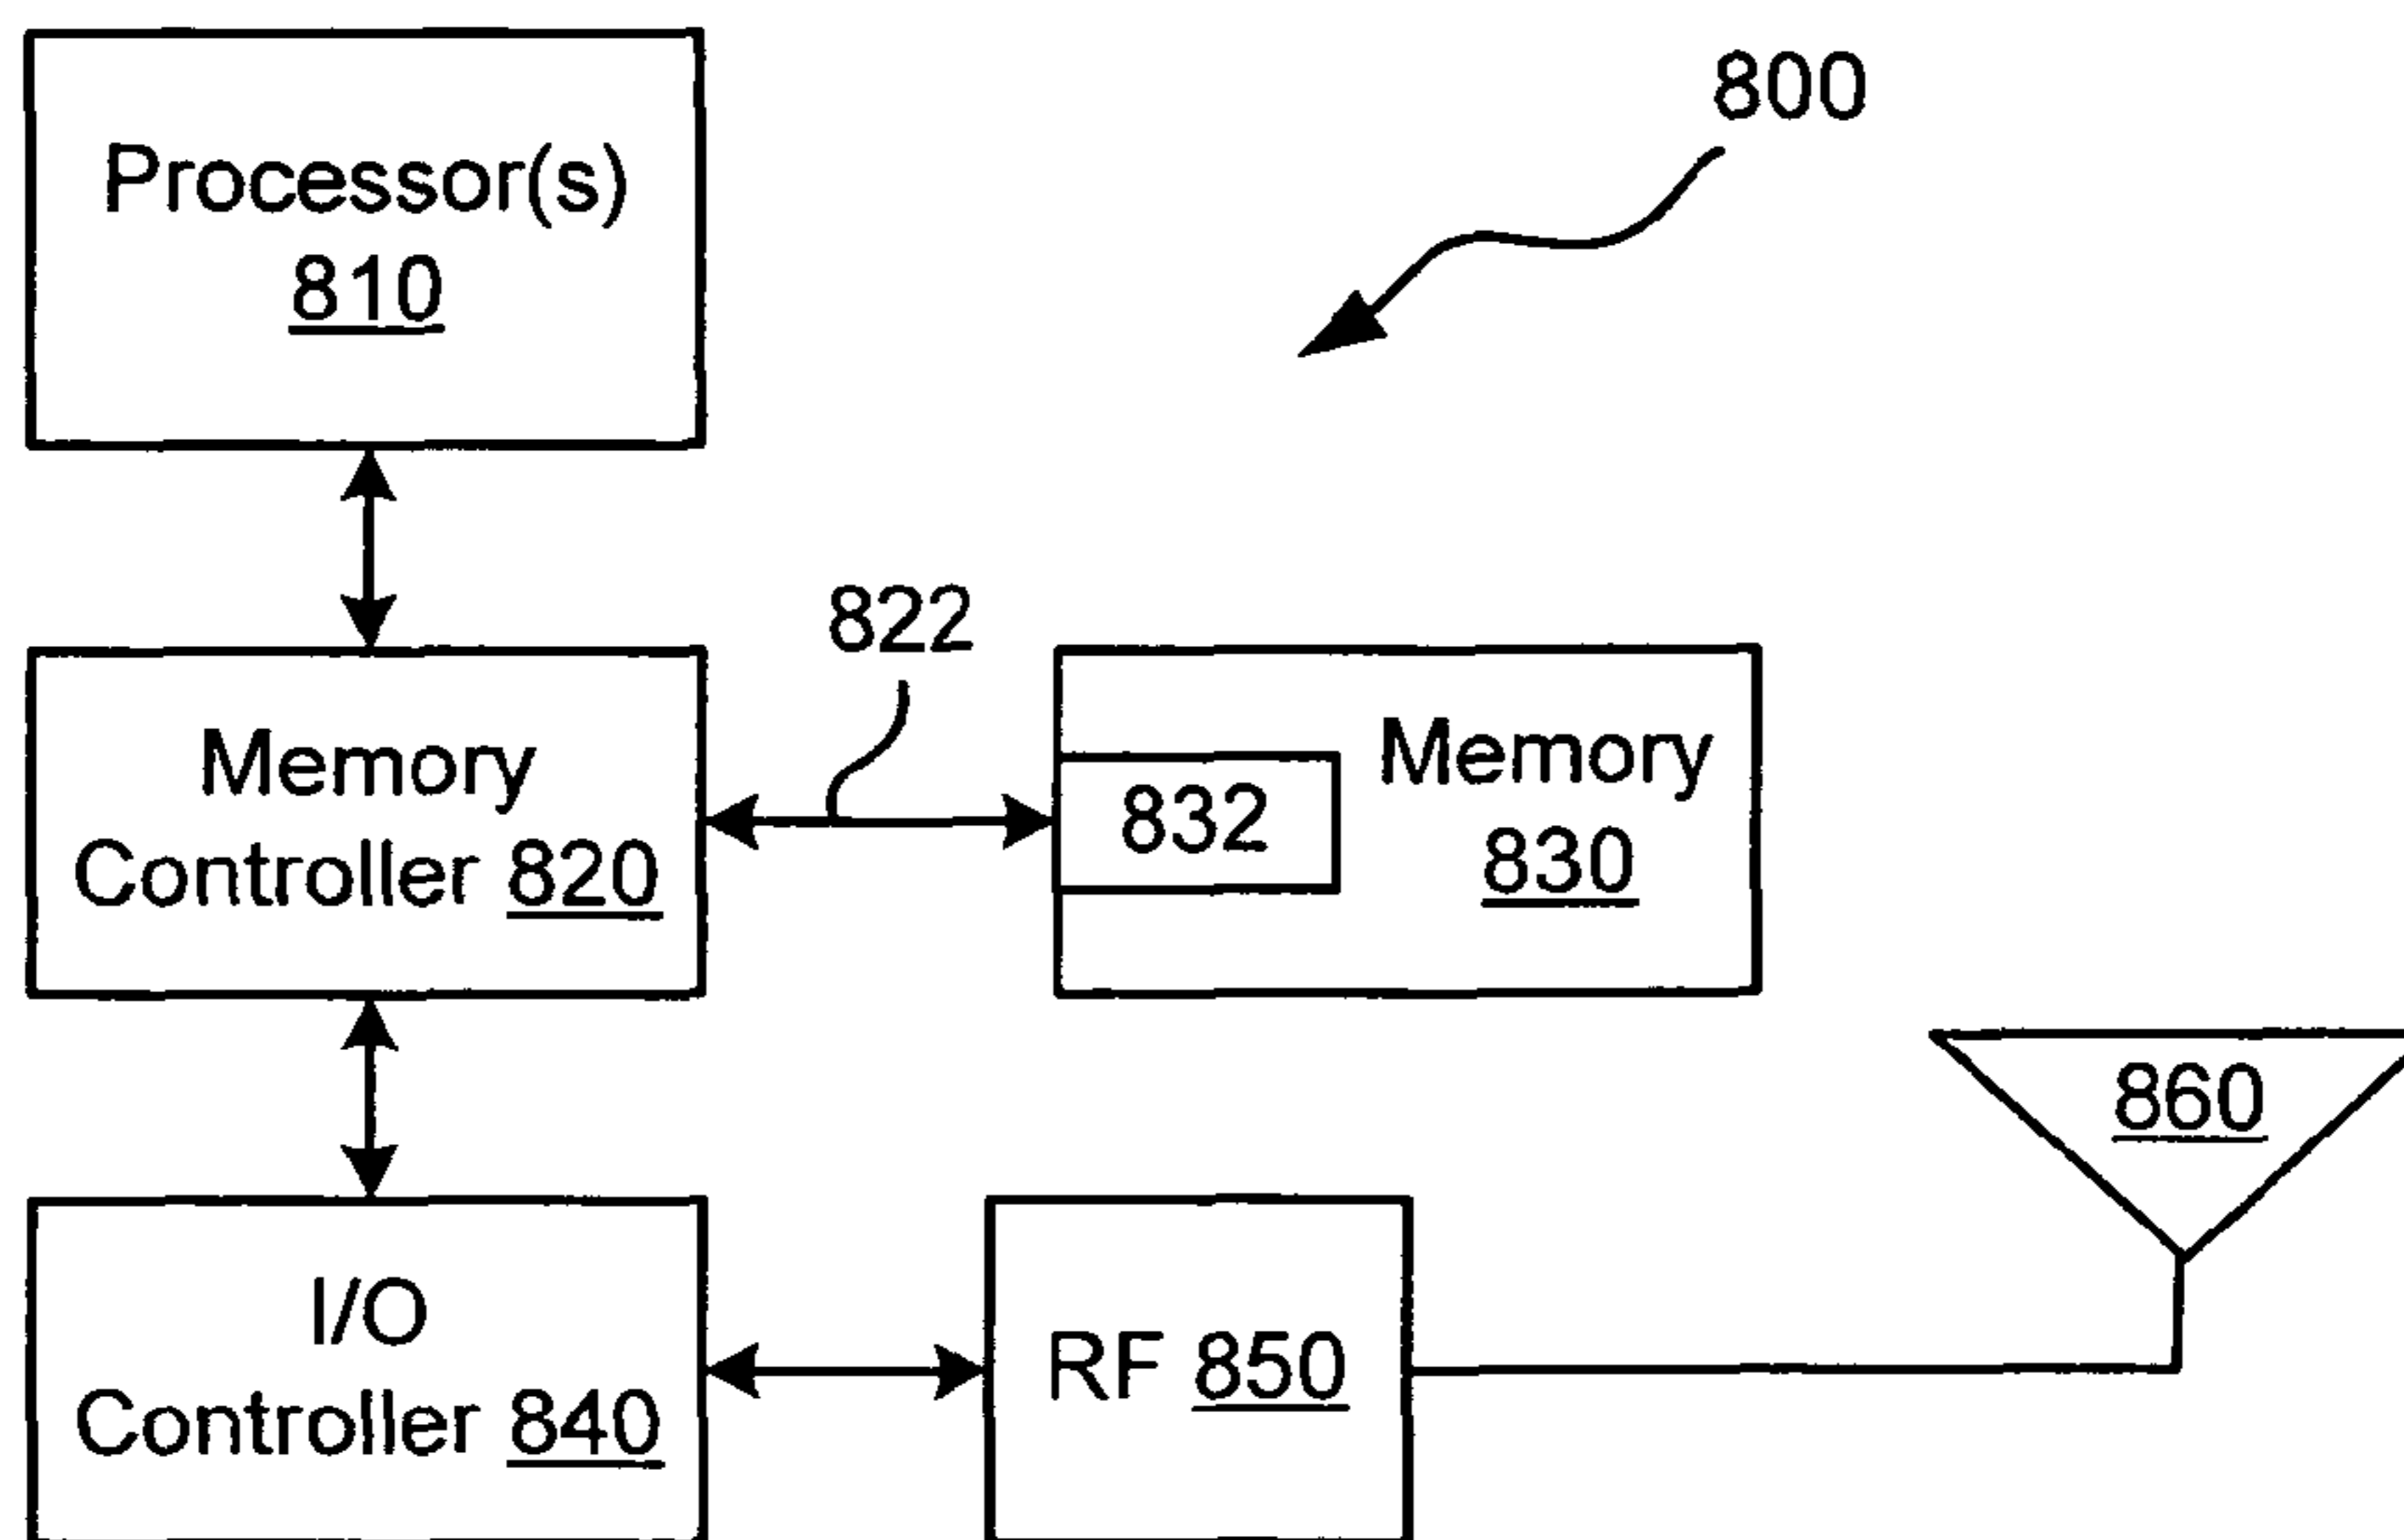 Processor(s)
810
800
822
Memory
Controller 820
832
Memory
830
860
I/O
Controller 840
RF 850